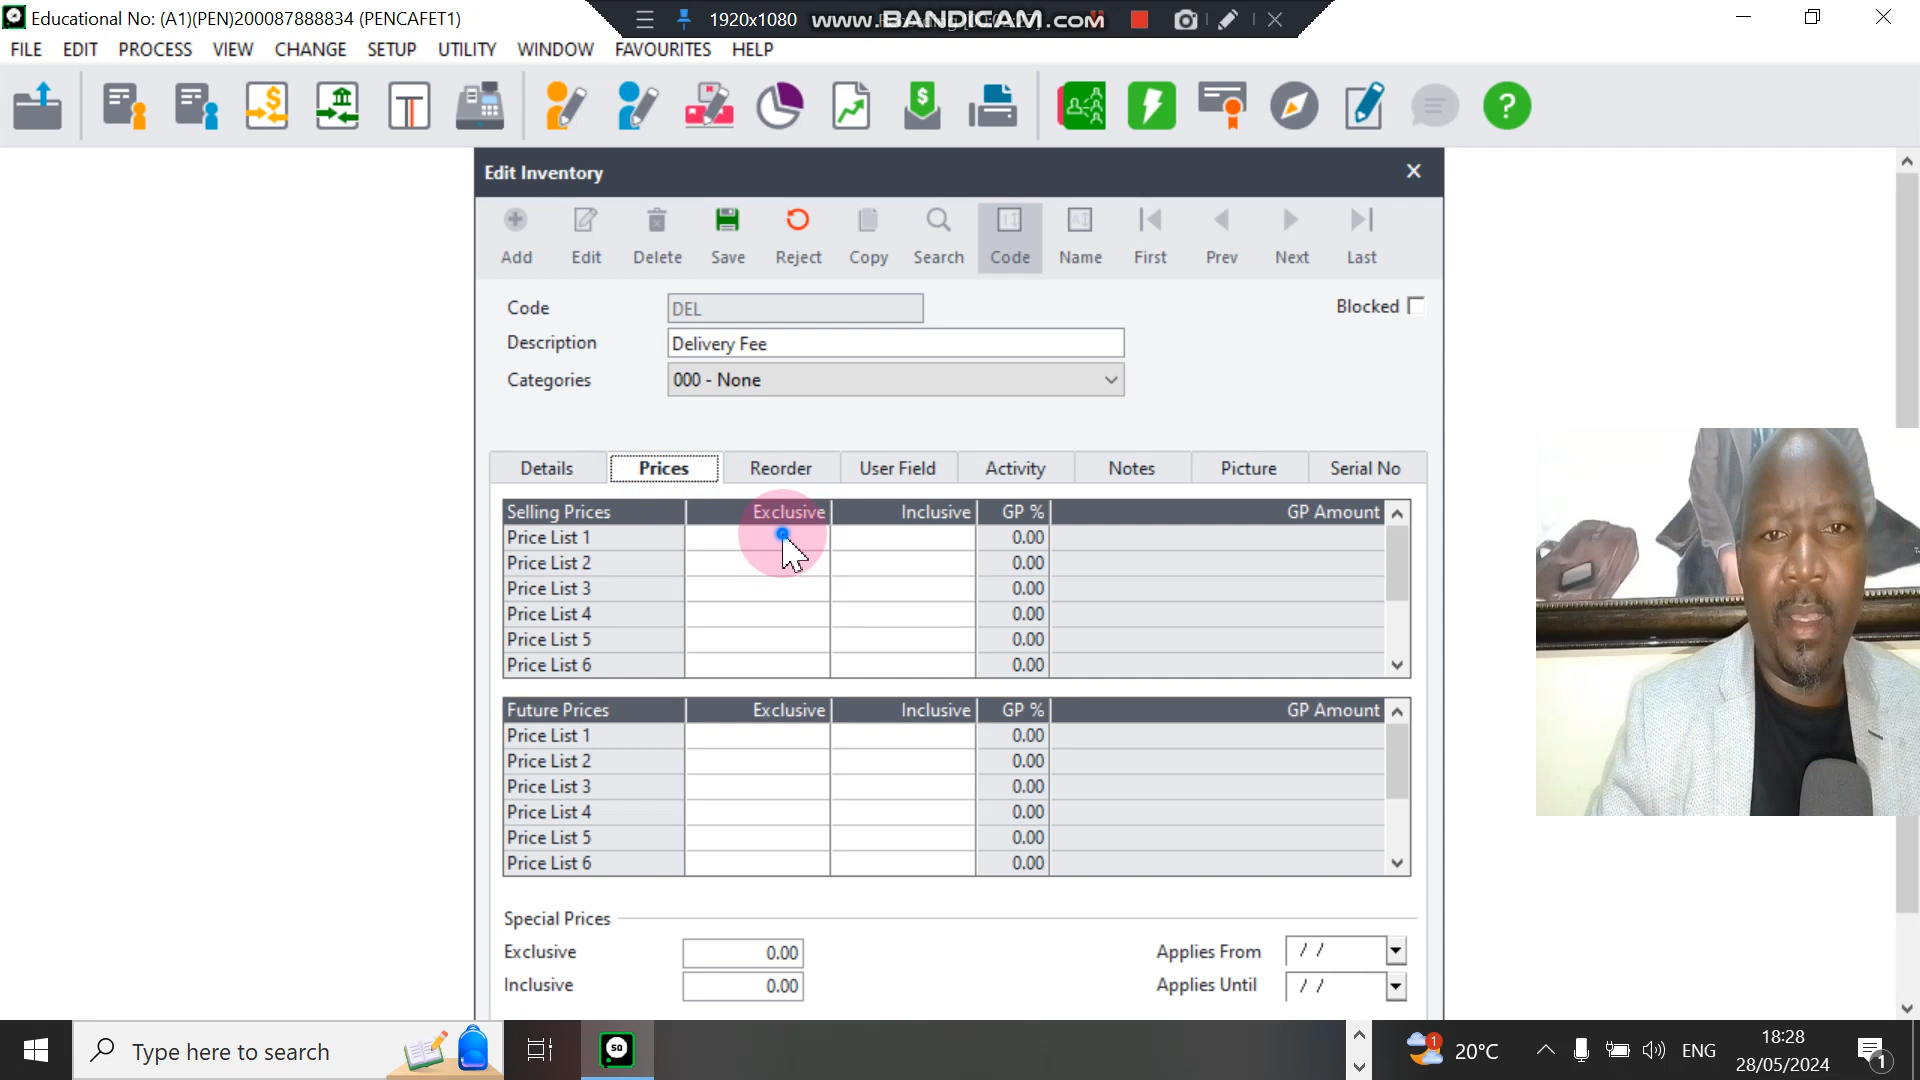 Educational No: (A1)(PEN)200087888834 (PENCAFET1)
1920x1080
www.BANDICAM.com
FILE EDIT PROCESS VIEW CHANGE SETUP UTILITY WINDOW FAVOURITES HELP
Edit Inventory
Add Edit Delete Save Reject Copy Search Code Name First Prev Next Last
Code DEL Blocked
Description Delivery Fee
Categories 000 - None
Details Prices Reorder User Field Activity Notes Picture Serial No
Selling Prices Exclusive Inclusive GP % GP Amount
Price List 1 0.00
Price List 2 0.00
Price List 3 0.00
Price List 4 0.00
Price List 5 0.00
Price List 6 0.00
Future Prices Exclusive Inclusive GP % GP Amount
Price List 1 0.00
Price List 2 0.00
Price List 3 0.00
Price List 4 0.00
Price List 5 0.00
Price List 6 0.00
Special Prices
Exclusive 0.00 Applies From / /
Inclusive 0.00 Applies Until / /
Type here to search
50
1
20°C
ENG
18:28
28/05/2024
1